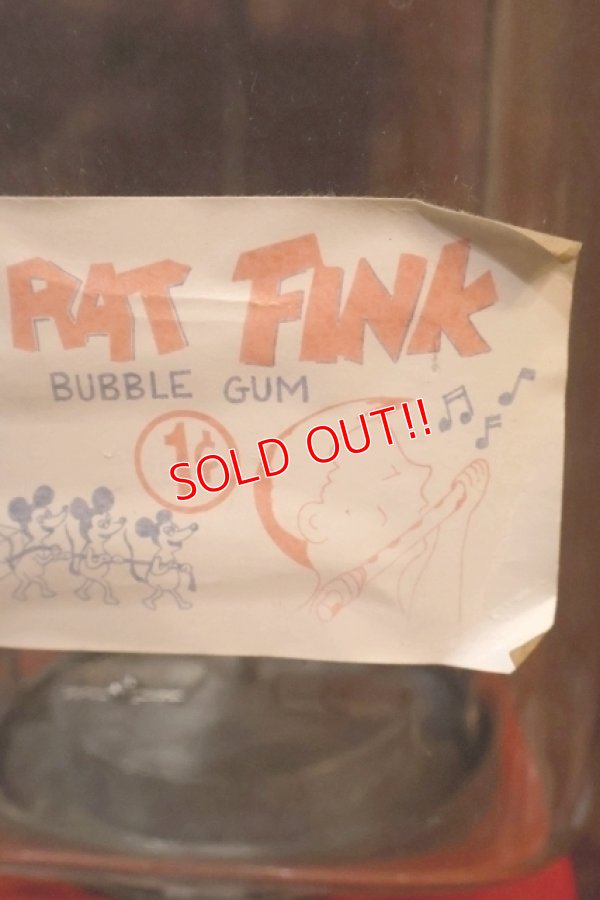 RAT FINK
BUBBLE GUM
1¢
SOLD OUT!!